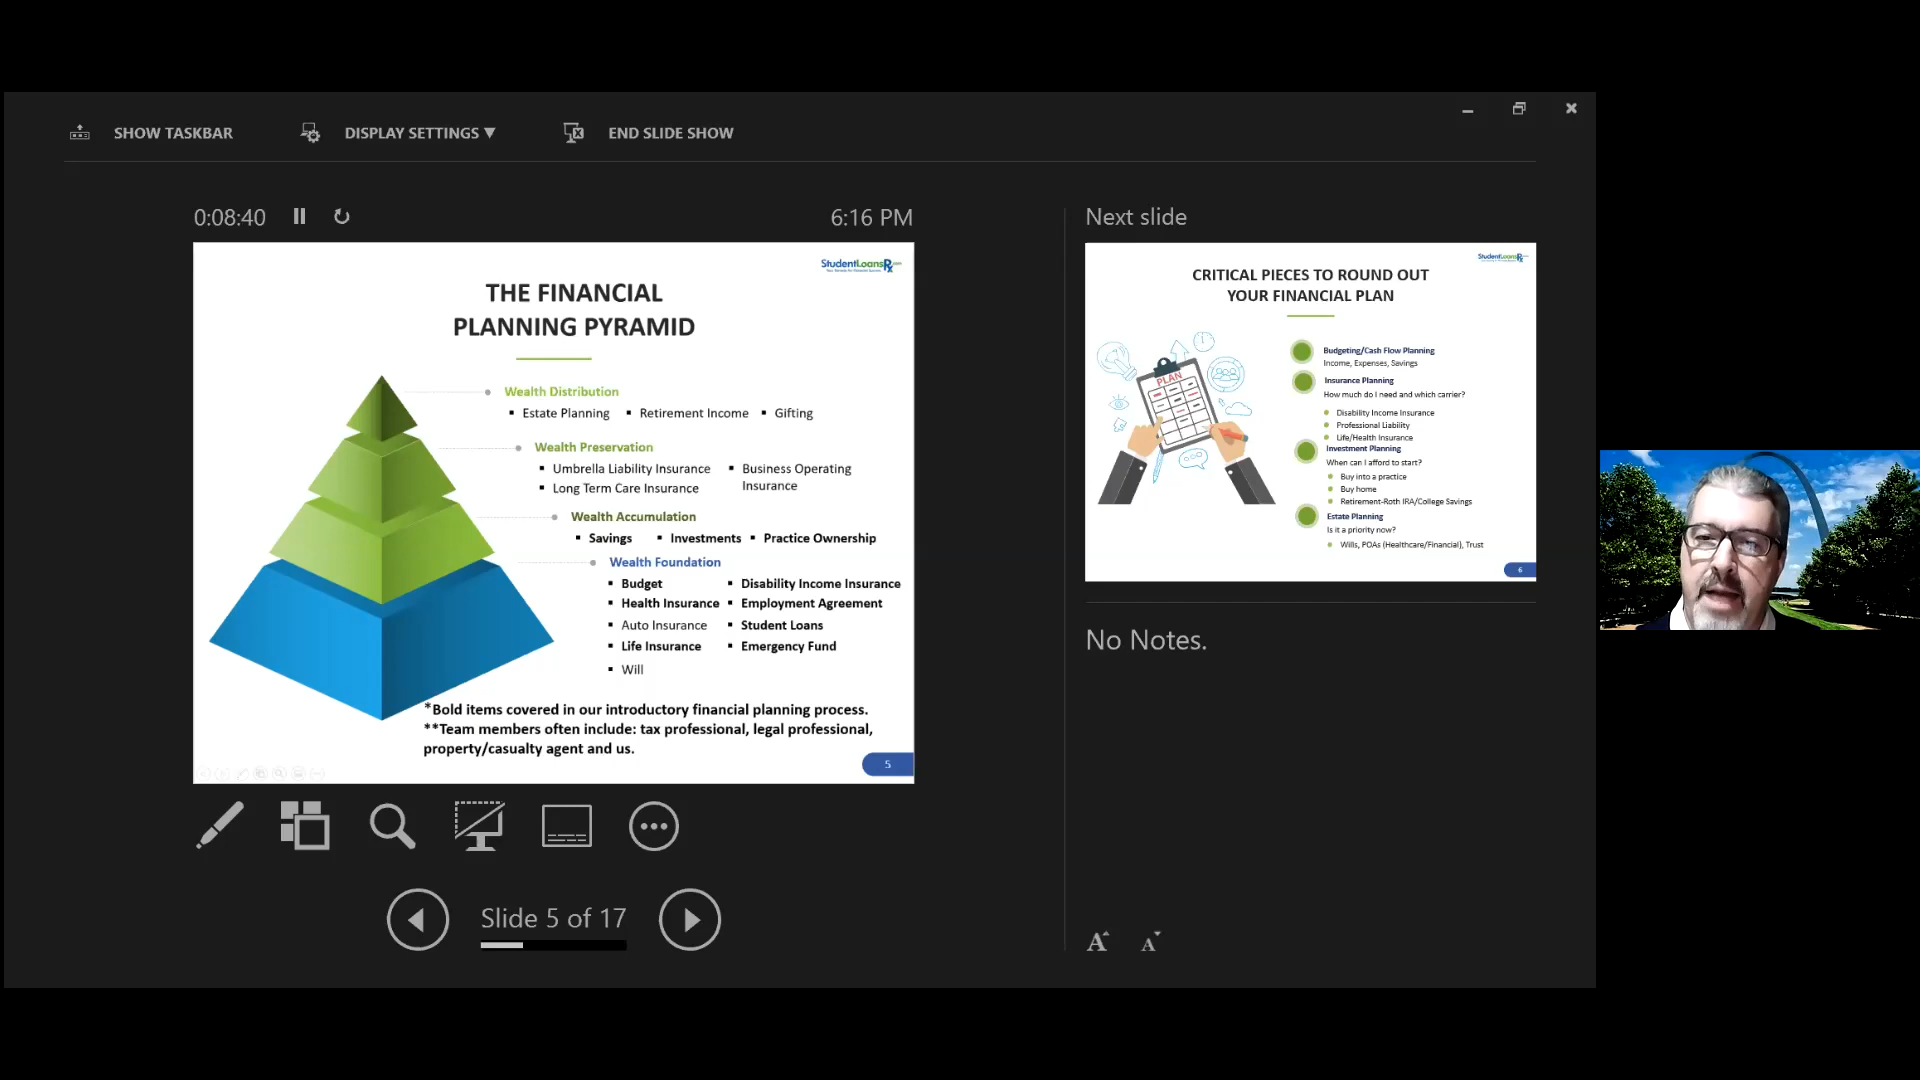 SHOW TASKBAR
DISPLAY SETTINGS ▼
END SLIDE SHOW
0:08:40
6:16 PM
StudentLoansRx.com
THE FINANCIAL
PLANNING PYRAMID
Wealth Distribution
▪ Estate Planning ▪ Retirement Income ▪ Gifting
Wealth Preservation
▪ Umbrella Liability Insurance ▪ Business Operating
Insurance
▪ Long Term Care Insurance
Wealth Accumulation
▪ Savings ▪ Investments ▪ Practice Ownership
Wealth Foundation
▪ Budget ▪ Disability Income Insurance
▪ Health Insurance ▪ Employment Agreement
▪ Auto Insurance ▪ Student Loans
▪ Life Insurance ▪ Emergency Fund
▪ Will
*Bold items covered in our introductory financial planning process.
**Team members often include: tax professional, legal professional,
property/casualty agent and us.
5
Slide 5 of 17
Next slide
StudentLoansRx
CRITICAL PIECES TO ROUND OUT
YOUR FINANCIAL PLAN
PLAN
Budgeting/Cash Flow Planning
Income, Expenses, Savings
Insurance Planning
How much do I need and which carrier?
Disability Income Insurance
Professional Liability
Life/Health Insurance
Investment Planning
When can I afford to start?
Buy into a practice
Buy home
Retirement-Roth IRA/College Savings
Estate Planning
Is it a priority now?
Wills, POAs (Healthcare/Financial), Trust
6
No Notes.
A A